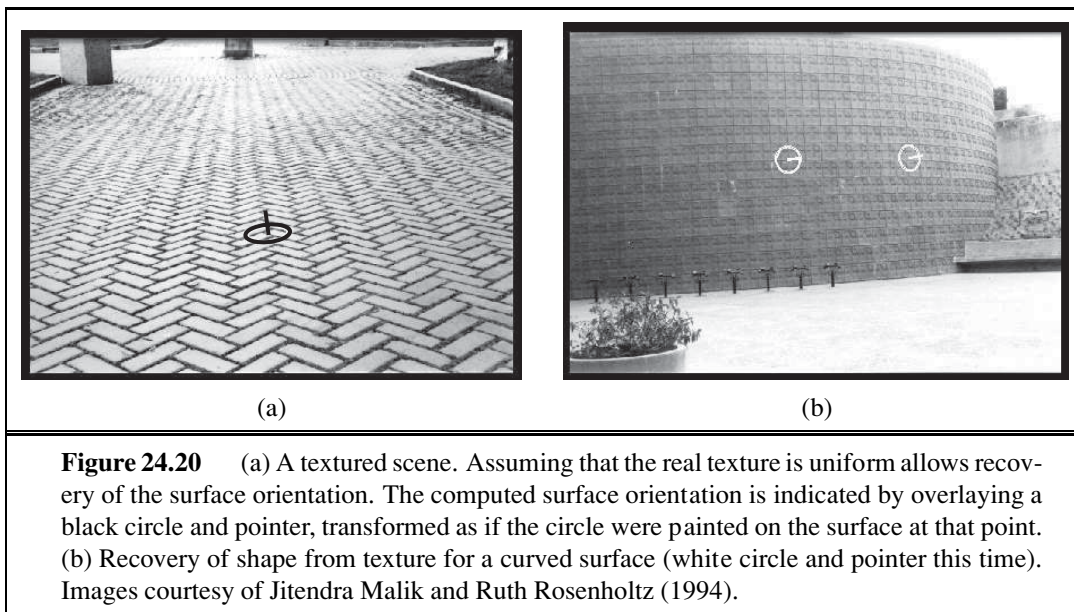 (a)
(b)
Figure 24.20 (a) A textured scene. Assuming that the real texture is uniform allows recov-
ery of the surface orientation. The computed surface orientation is indicated by overlaying a
black circle and pointer, transformed as if the circle were painted on the surface at that point.
(b) Recovery of shape from texture for a curved surface (white circle and pointer this time).
Images courtesy of Jitendra Malik and Ruth Rosenholtz (1994).